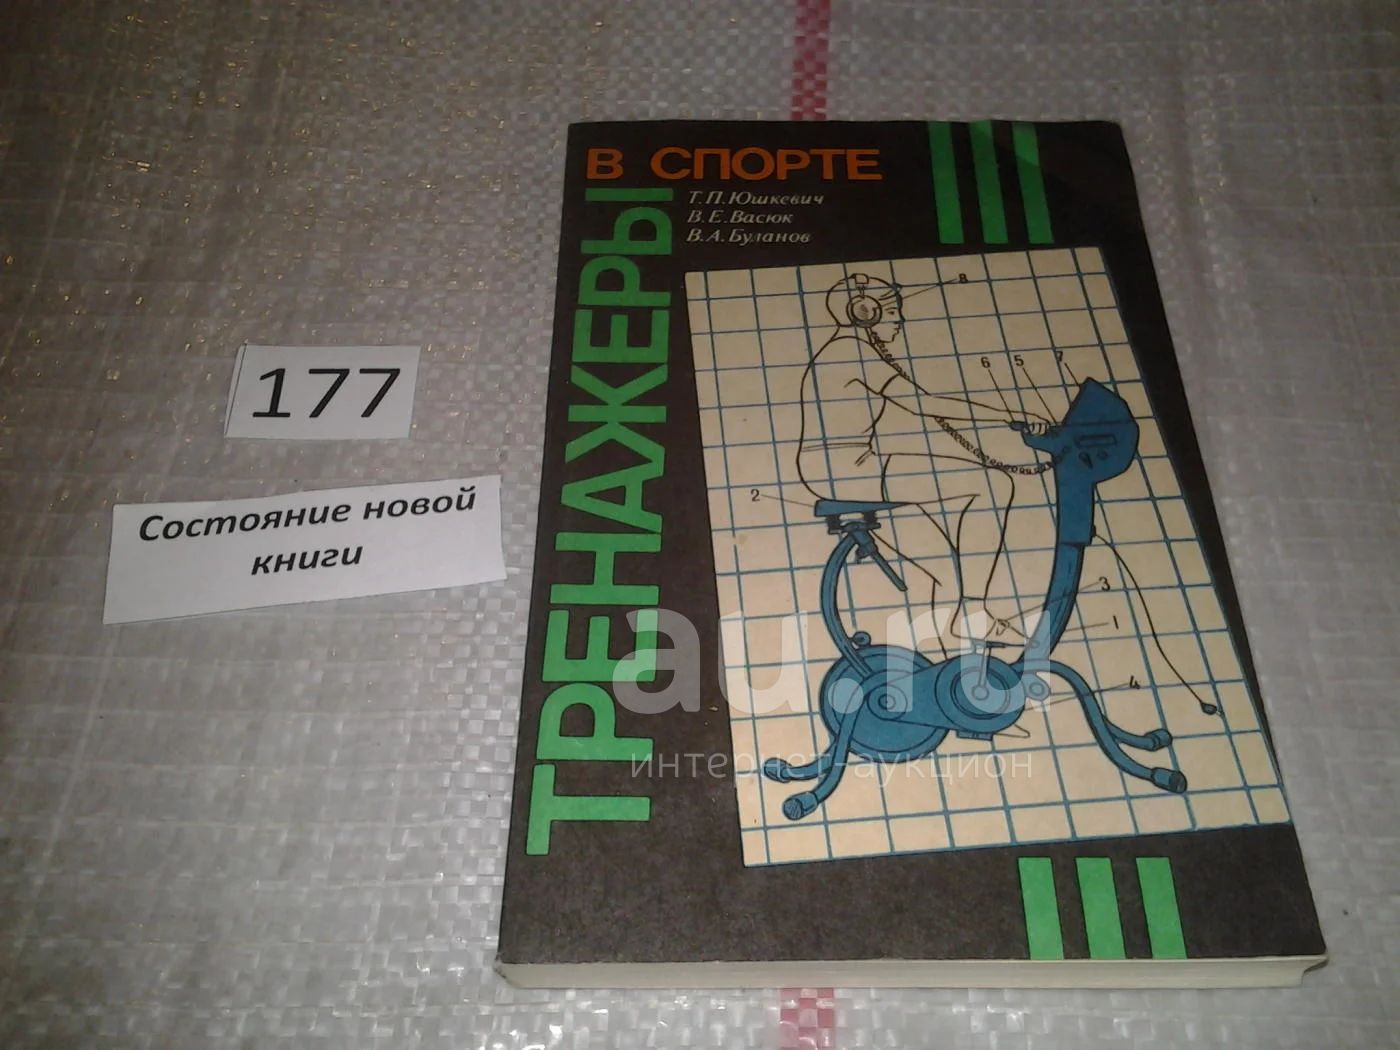 В СПОРТЕ
ТРЕНАЖЕРЫ
Т.П.Юшкевич
В.Е.Васюк
В.А.Буланов
8
6
5
7
2
3
1
4
177
Состояние новой
книги
au.ru
интернет-аукцион